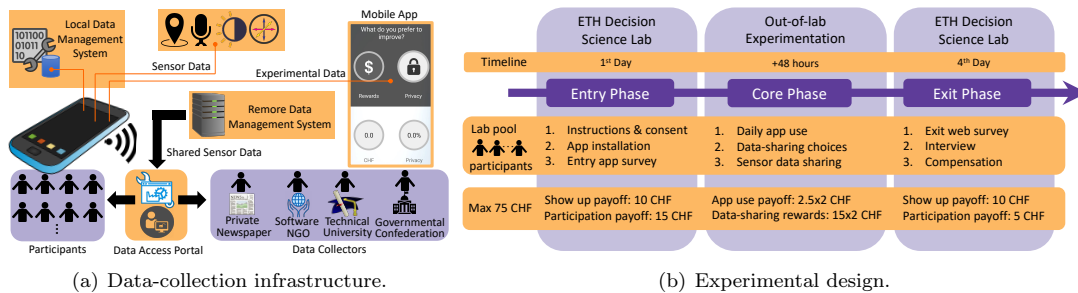 101100
01011
10
Local Data
Management
System
Sensor Data
Experimental Data
Mobile App
What do you prefer to
improve?
$
Rewards
Privacy
0.0
0.0%
CHF
Privacy
Remore Data
Management System
Shared Sensor Data
Participants
Data Access Portal
Private
Newspaper
Software
NGO
Technical
University
Governmental
Confederation
Data Collectors
(a) Data-collection infrastructure.
ETH Decision
Science Lab
Out-of-lab
Experimentation
ETH Decision
Science Lab
Timeline
1st Day
+48 hours
4th Day
Entry Phase
Core Phase
Exit Phase
Lab pool
participants
1. Instructions & consent
2. App installation
3. Entry app survey
1. Daily app use
2. Data-sharing choices
3. Sensor data sharing
1. Exit web survey
2. Interview
3. Compensation
Max 75 CHF
Show up payoff: 10 CHF
Participation payoff: 15 CHF
App use payoff: 2.5x2 CHF
Data-sharing rewards: 15x2 CHF
Show up payoff: 10 CHF
Participation payoff: 5 CHF
(b) Experimental design.